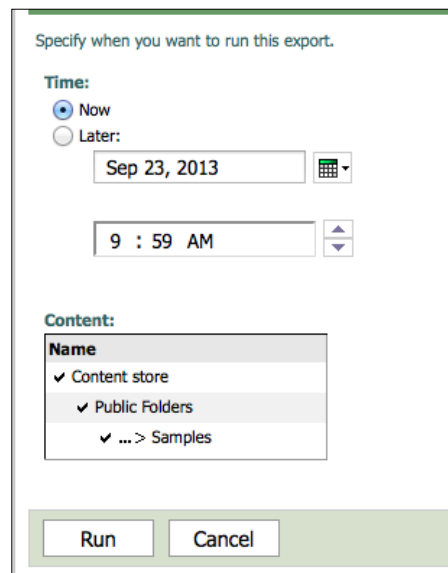 Specify when you want to run this export.
Time:
Now
Later:
Sep 23, 2013
9 : 59 AM
Content:
Name
Content store
Public Folders
... > Samples
Run Cancel